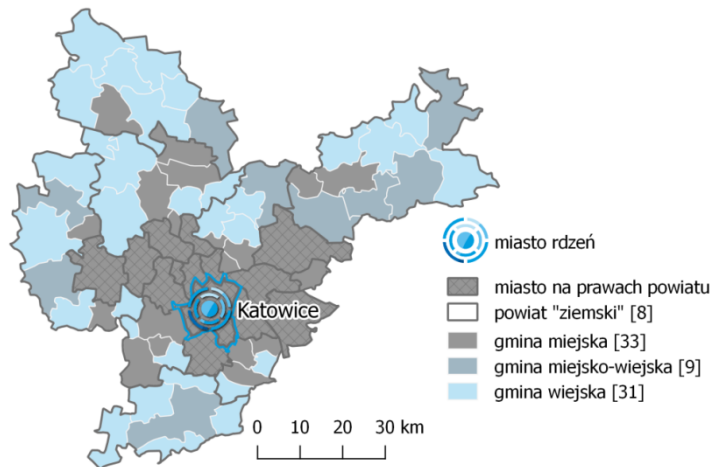 Katowice
miasto rdzeń
miasto na prawach powiatu
powiat "ziemski" [8]
gmina miejska [33]
gmina miejsko-wiejska [9]
gmina wiejska [31]
0 10 20 30 km